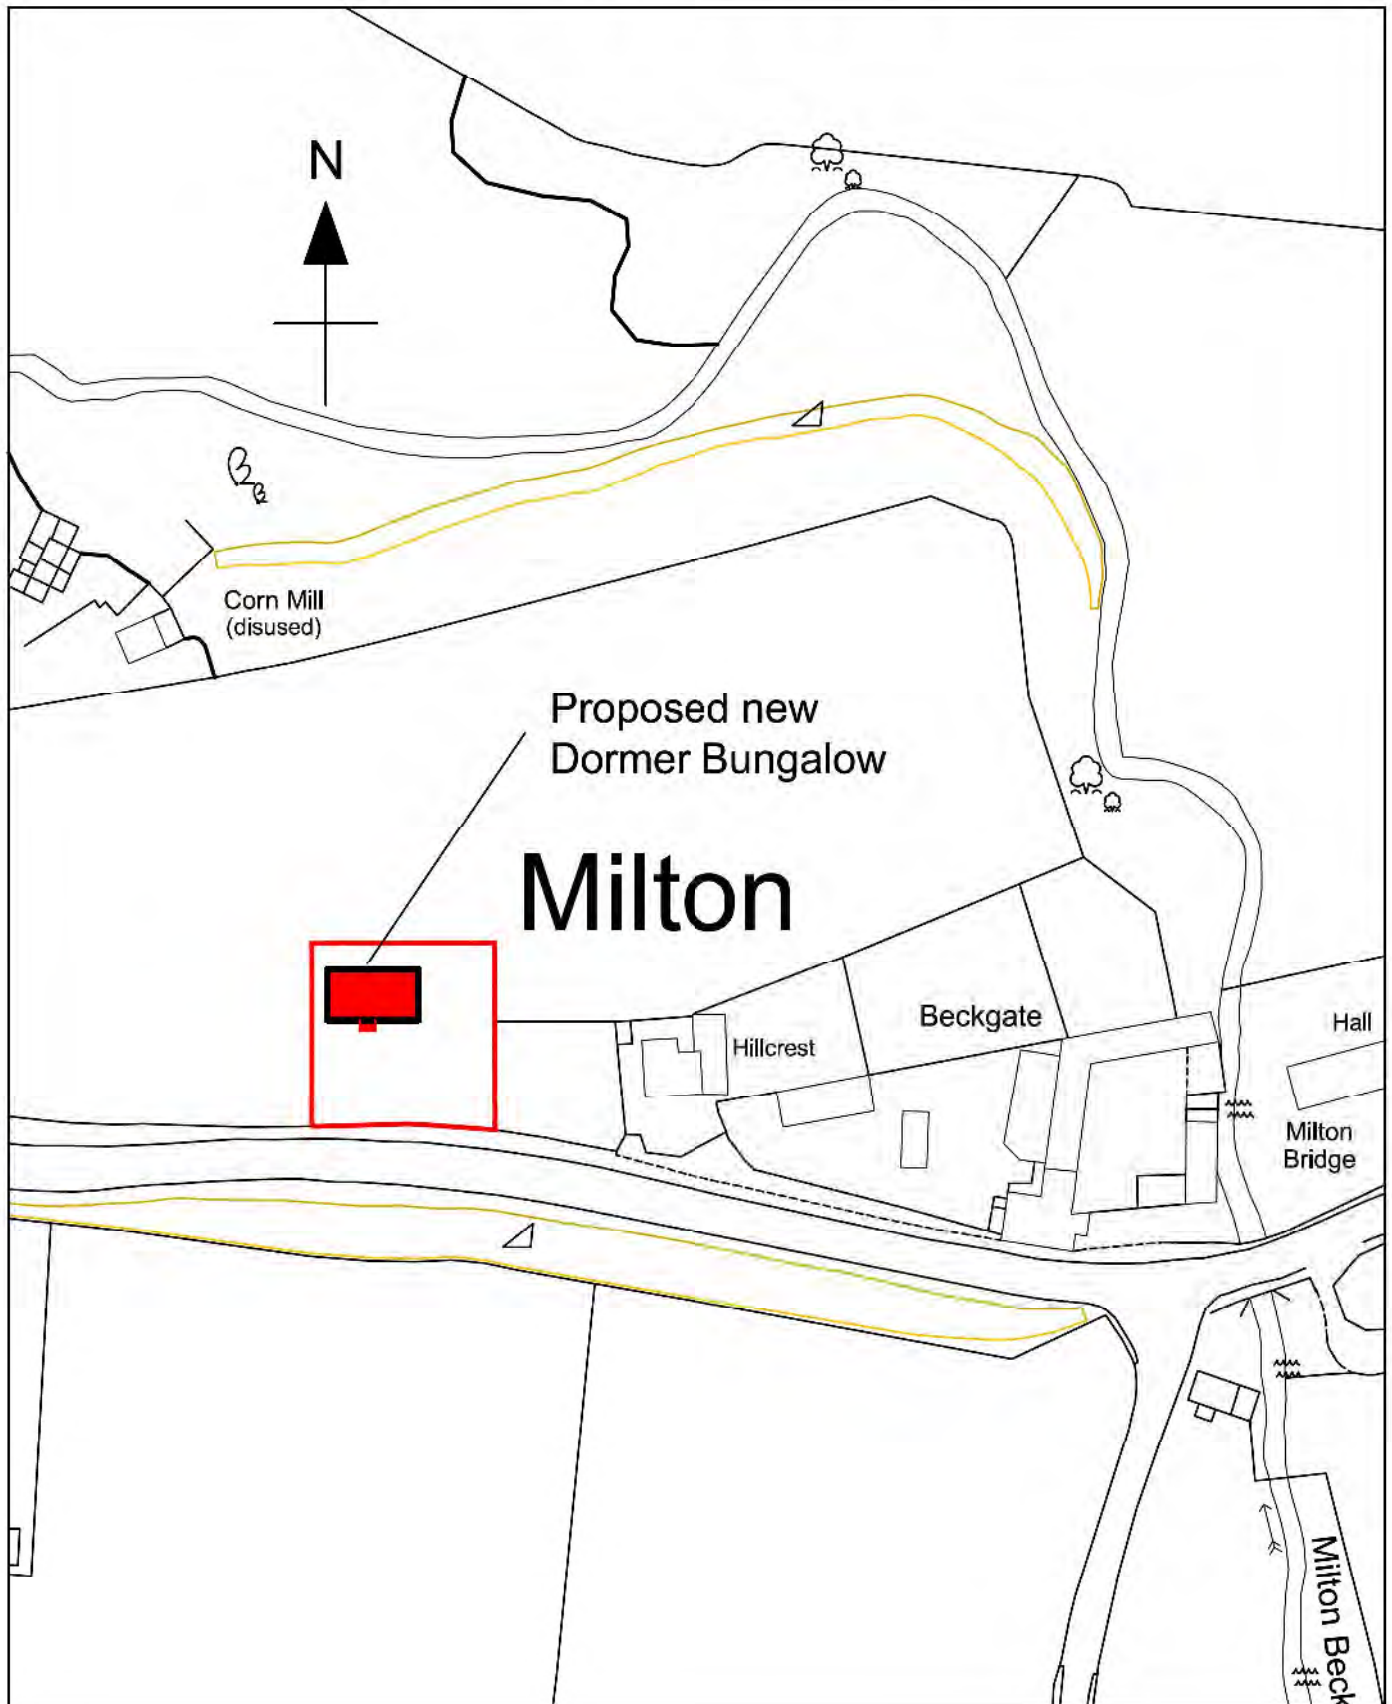 N
Corn Mill
(disused)
Proposed new
Dormer Bungalow
Milton
Beckgate
Hall
Hillcrest
Milton
Bridge
Milton Beck